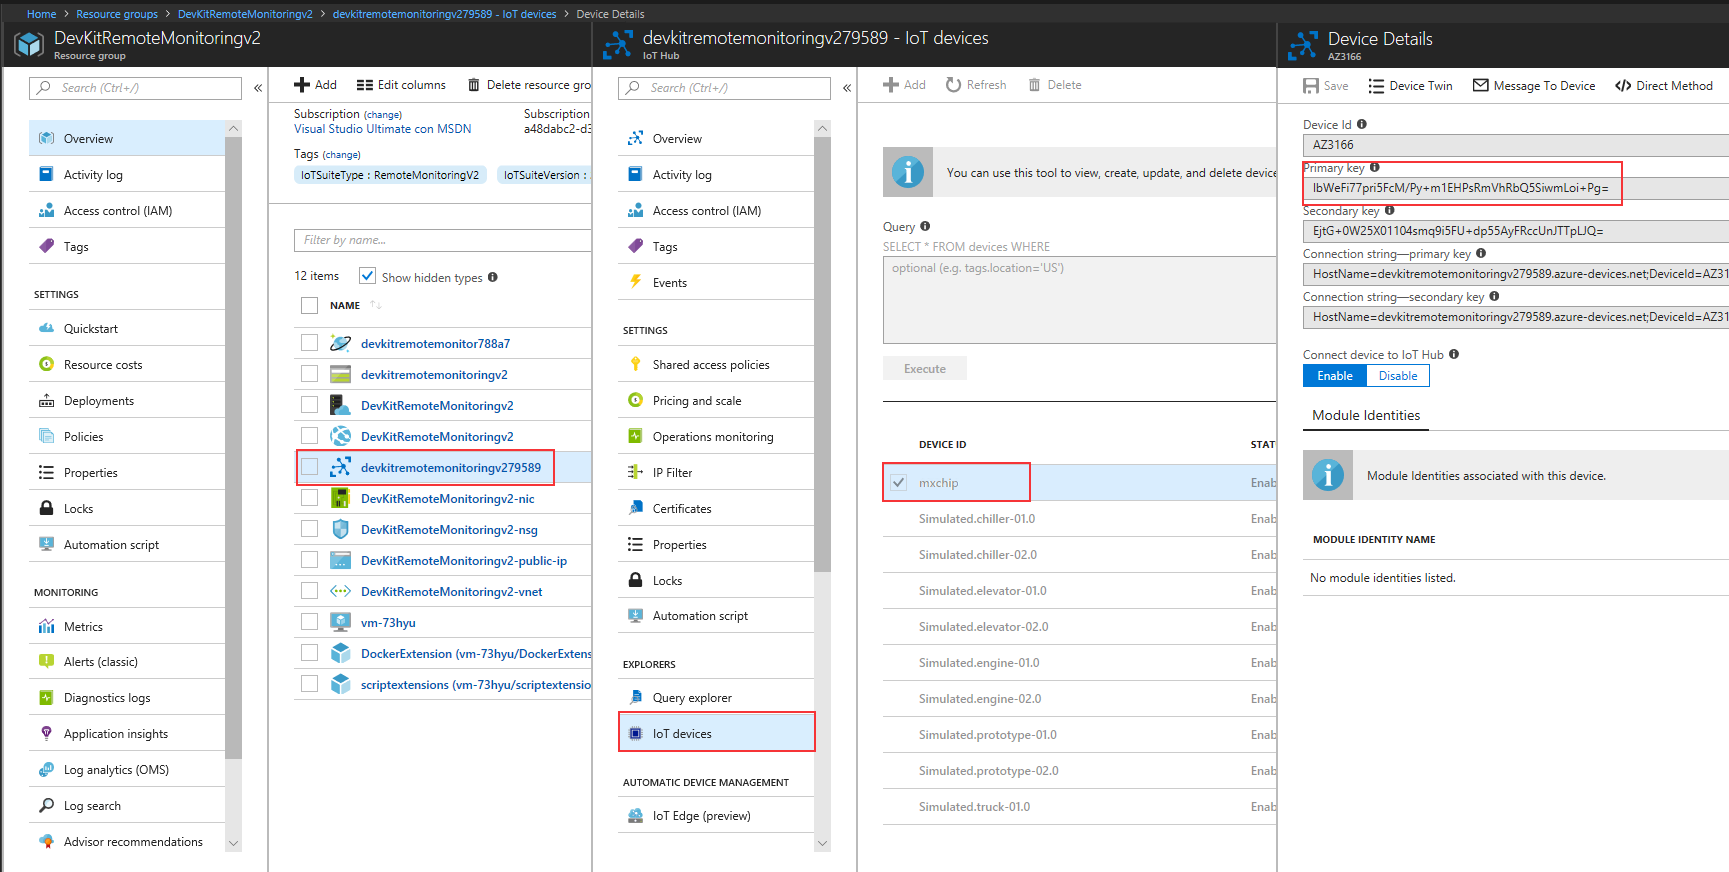 Home > Resource groups > DevKitRemoteMonitoringv2 > devkitremotemonitoringv279589 - IoT devices > Device Details
DevKitRemoteMonitoringv2
Resource group
Search (Ctrl+/)
Overview
Activity log
Access control (IAM)
Tags
SETTINGS
Quickstart
Resource costs
Deployments
Policies
Properties
Locks
Automation script
MONITORING
Metrics
Alerts (classic)
Diagnostics logs
Application insights
Log analytics (OMS)
Log search
Advisor recommendations
Add Edit columns Delete resource gro
Subscription (change)
Visual Studio Ultimate con MSDN
Subscription
a48dabc2-d3
Tags (change)
IoTSuiteType : RemoteMonitoringV2 IoTSuiteVersion :
Filter by name...
12 items Show hidden types
NAME
devkitremotemonitor788a7
devkitremotemonitoringv2
DevKitRemoteMonitoringv2
DevKitRemoteMonitoringv2
devkitremotemonitoringv279589
DevKitRemoteMonitoringv2-nic
DevKitRemoteMonitoringv2-nsg
DevKitRemoteMonitoringv2-public-ip
DevKitRemoteMonitoringv2-vnet
vm-73hyu
DockerExtension (vm-73hyu/DockerExtens
scriptextensions (vm-73hyu/scriptextensio
devkitremotemonitoringv279589 - IoT devices
IoT Hub
Search (Ctrl+/)
Overview
Activity log
Access control (IAM)
Tags
Events
SETTINGS
Shared access policies
Pricing and scale
Operations monitoring
IP Filter
Certificates
Properties
Locks
Automation script
EXPLORERS
Query explorer
IoT devices
AUTOMATIC DEVICE MANAGEMENT
IoT Edge (preview)
Add Refresh Delete
You can use this tool to view, create, update, and delete device
Query
SELECT * FROM devices WHERE
optional (e.g. tags.location='US')
Execute
DEVICE ID STAT
mxchip Enab
Simulated.chiller-01.0 Enab
Simulated.chiller-02.0 Enab
Simulated.elevator-01.0 Enab
Simulated.elevator-02.0 Enab
Simulated.engine-01.0 Enab
Simulated.engine-02.0 Enab
Simulated.prototype-01.0 Enab
Simulated.prototype-02.0 Enab
Simulated.truck-01.0 Enab
Device Details
AZ3166
Save Device Twin Message To Device Direct Method
Device Id
AZ3166
Primary key
lbWeFi77pri5FcM/Py+m1EHPsRmVhRbQ5SiwmLoi+Pg=
Secondary key
EjtG+0W25X01104smq9i5FU+dp55AyFRccUnJTTpLJQ=
Connection string—primary key
HostName=devkitremotemonitoringv279589.azure-devices.net;DeviceId=AZ31
Connection string—secondary key
HostName=devkitremotemonitoringv279589.azure-devices.net;DeviceId=AZ31
Connect device to IoT Hub
Enable Disable
Module Identities
Module Identities associated with this device.
MODULE IDENTITY NAME
No module identities listed.